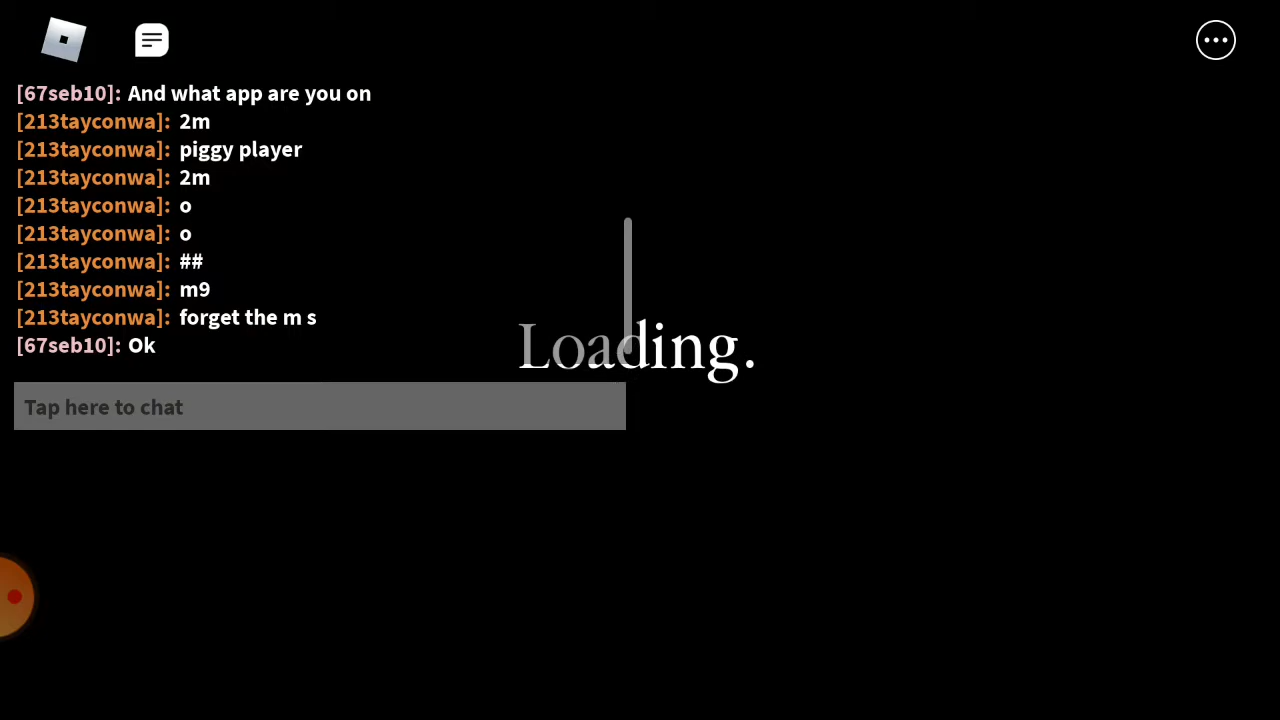 [67seb10]: And what app are you on
[213tayconwa]: 2m
[213tayconwa]: piggy player
[213tayconwa]: 2m
[213tayconwa]: o
[213tayconwa]: o
[213tayconwa]: ##
[213tayconwa]: m9
[213tayconwa]: forget the m s
[67seb10]: Ok
Loading.
Tap here to chat